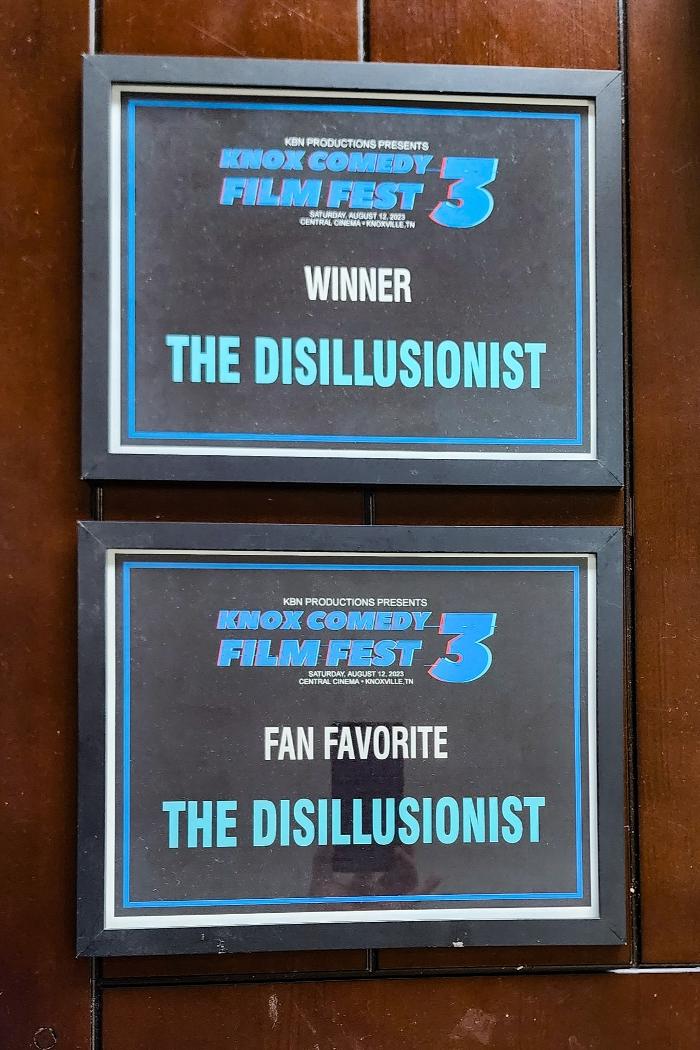 KBN PRODUCTIONS PRESENTS
KNOX COMEDY
FILM FEST 3
SATURDAY, AUGUST 12, 2023
CENTRAL CINEMA • KNOXVILLE, TN
WINNER
THE DISILLUSIONIST
KBN PRODUCTIONS PRESENTS
KNOX COMEDY
FILM FEST 3
SATURDAY, AUGUST 12, 2023
CENTRAL CINEMA • KNOXVILLE, TN
FAN FAVORITE
THE DISILLUSIONIST